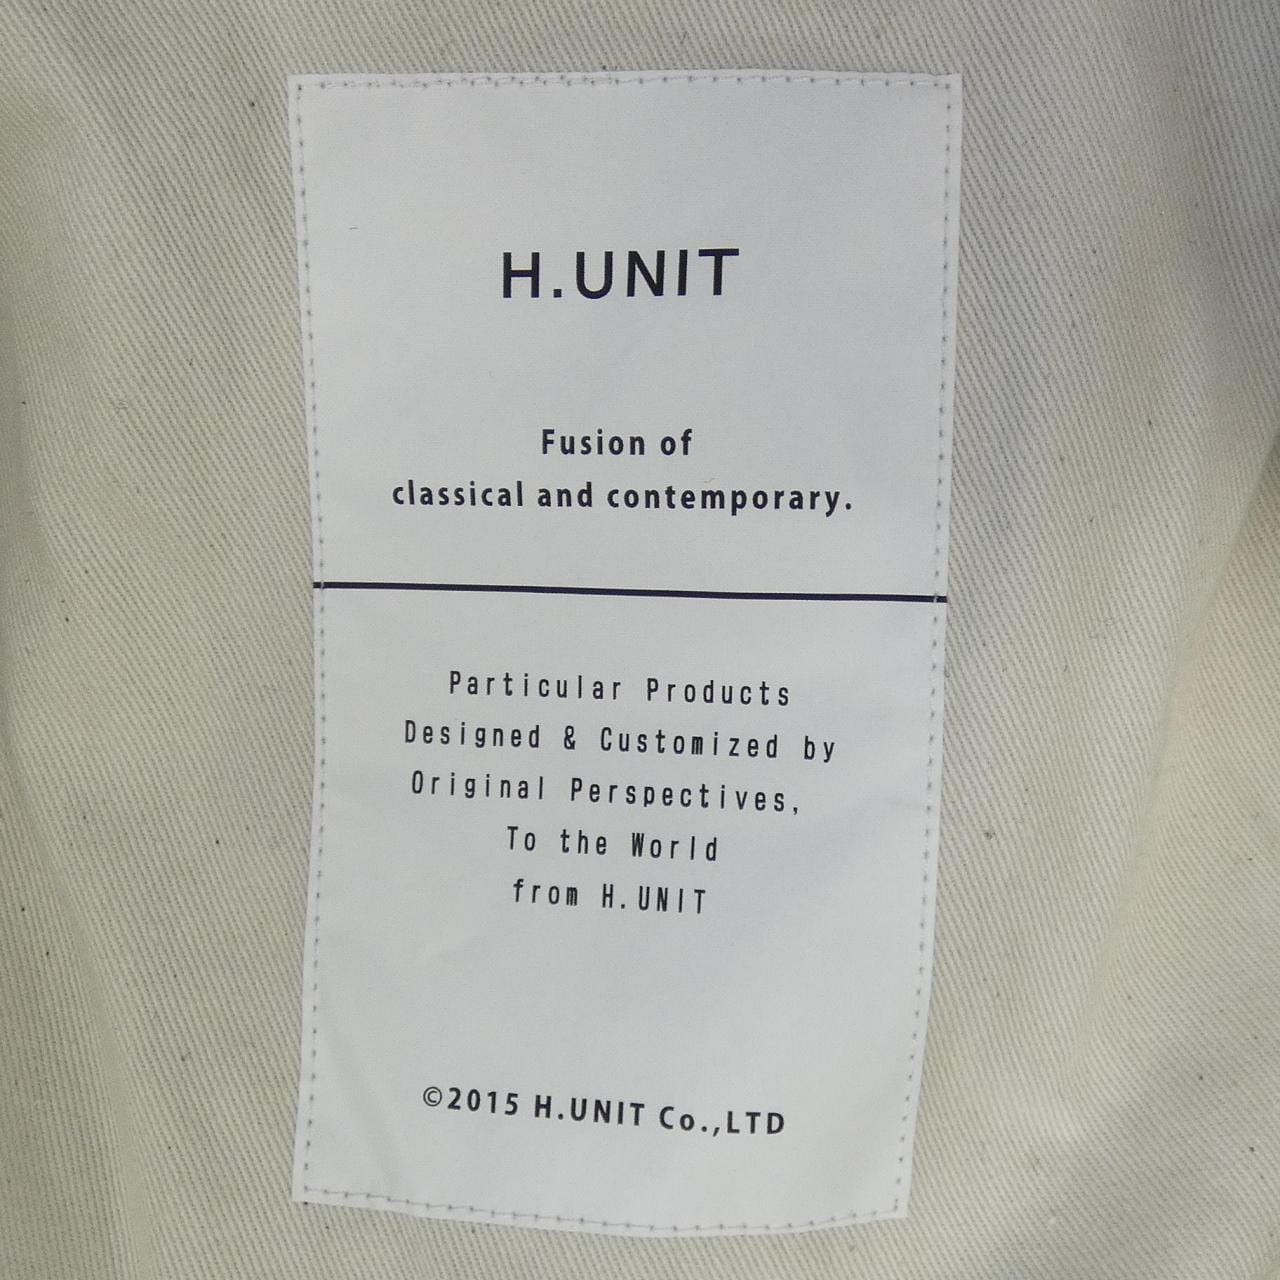 H.UNIT
Fusion of
classical and contemporary.
Particular Products
Designed & Customized by
Original Perspectives,
To the World
from H.UNIT
©2015 H.UNIT Co.,LTD